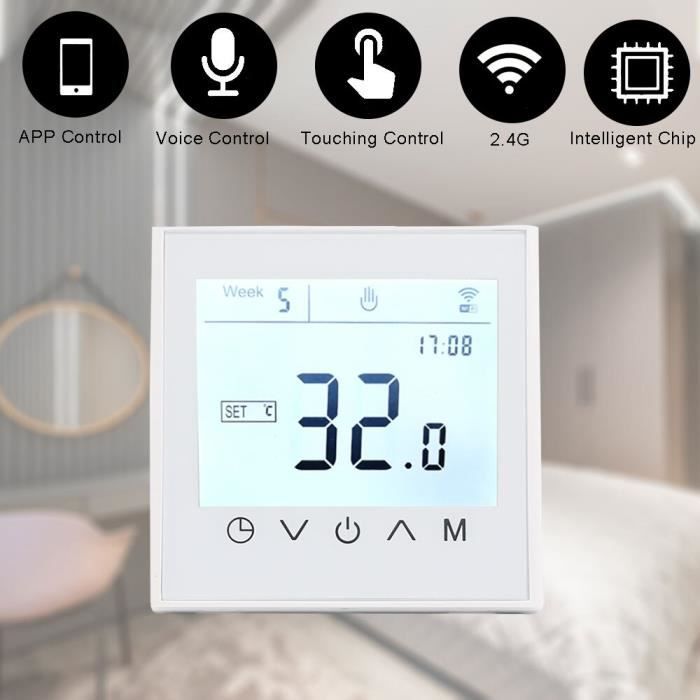 APP Control
Voice Control
Touching Control
2.4G
Intelligent Chip
Week 5
17:08
SET °C
32.0
M